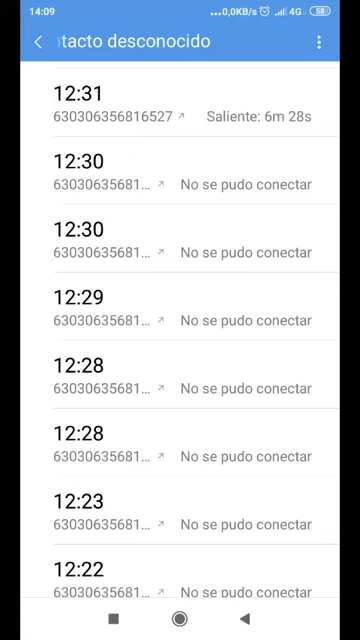 14:09 ...0,0KB/s 4G 58
tacto desconocido
12:31
630306356816527 Saliente: 6m 28s
12:30
63030635681... No se pudo conectar
12:30
63030635681... No se pudo conectar
12:29
63030635681... No se pudo conectar
12:28
63030635681... No se pudo conectar
12:28
63030635681... No se pudo conectar
12:23
63030635681... No se pudo conectar
12:22
63030635681... No se pudo conectar